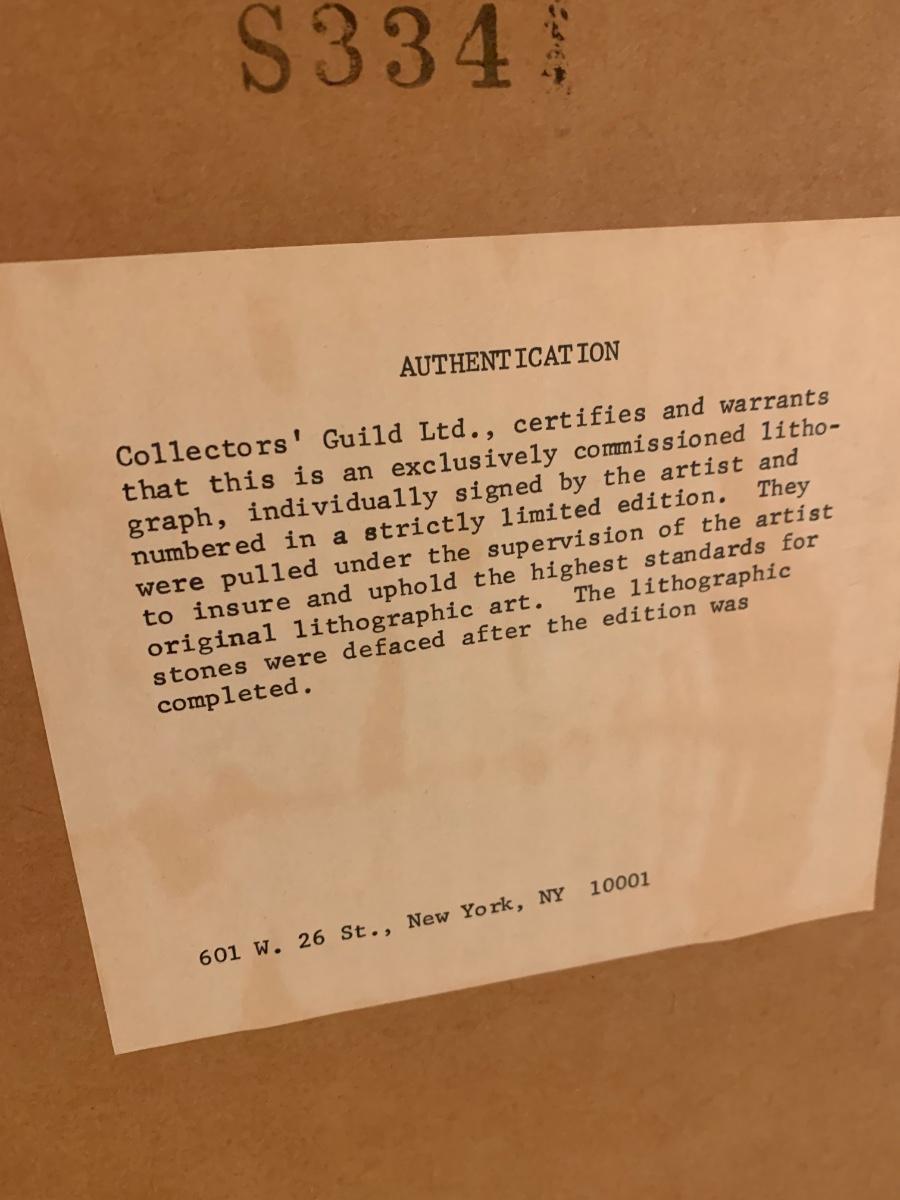 S334
AUTHENTICATION
Collectors' Guild Ltd., certifies and warrants
that this is an exclusively commissioned litho-
graph, individually signed by the artist and
numbered in a strictly limited edition. They
were pulled under the supervision of the artist
to insure and uphold the highest standards for
original lithographic art. The lithographic
stones were defaced after the edition was
completed.
601 W. 26 St., New York, NY 10001